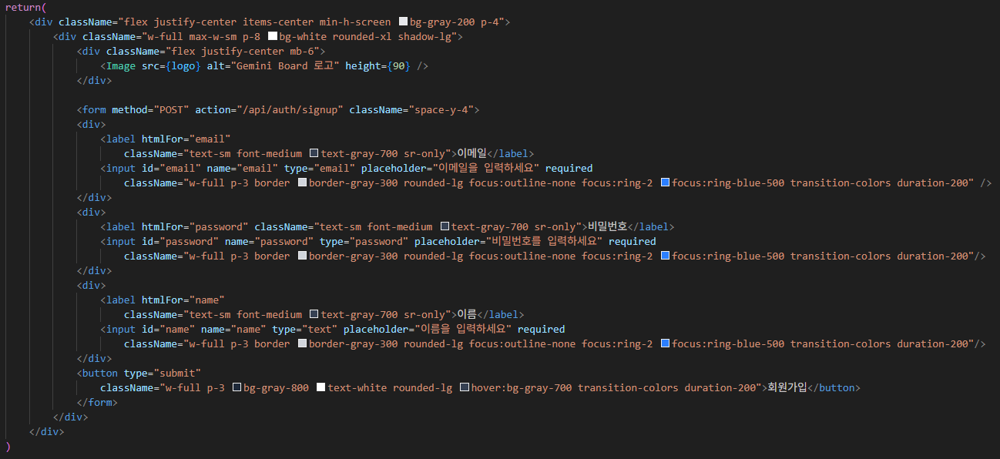 return(
    <div className="flex justify-center items-center min-h-screen bg-gray-200 p-4">
        <div className="w-full max-w-sm p-8 bg-white rounded-xl shadow-lg">
            <div className="flex justify-center mb-6">
                <Image src={logo} alt="Gemini Board 로고" height={90} />
            </div>

            <form method="POST" action="/api/auth/signup" className="space-y-4">
            <div>
                <label htmlFor="email"
                    className="text-sm font-medium text-gray-700 sr-only">이메일</label>
                <input id="email" name="email" type="email" placeholder="이메일을 입력하세요" required
                    className="w-full p-3 border border-gray-300 rounded-lg focus:outline-none focus:ring-2 focus:ring-blue-500 transition-colors duration-200" />
            </div>
            <div>
                <label htmlFor="password" className="text-sm font-medium text-gray-700 sr-only">비밀번호</label>
                <input id="password" name="password" type="password" placeholder="비밀번호를 입력하세요" required
                    className="w-full p-3 border border-gray-300 rounded-lg focus:outline-none focus:ring-2 focus:ring-blue-500 transition-colors duration-200"/>
            </div>
            <div>
                <label htmlFor="name"
                    className="text-sm font-medium text-gray-700 sr-only">이름</label>
                <input id="name" name="name" type="text" placeholder="이름을 입력하세요" required
                    className="w-full p-3 border border-gray-300 rounded-lg focus:outline-none focus:ring-2 focus:ring-blue-500 transition-colors duration-200"/>
            </div>
            <button type="submit"
                className="w-full p-3 bg-gray-800 text-white rounded-lg hover:bg-gray-700 transition-colors duration-200">회원가입</button>
            </form>
        </div>
    </div>
)